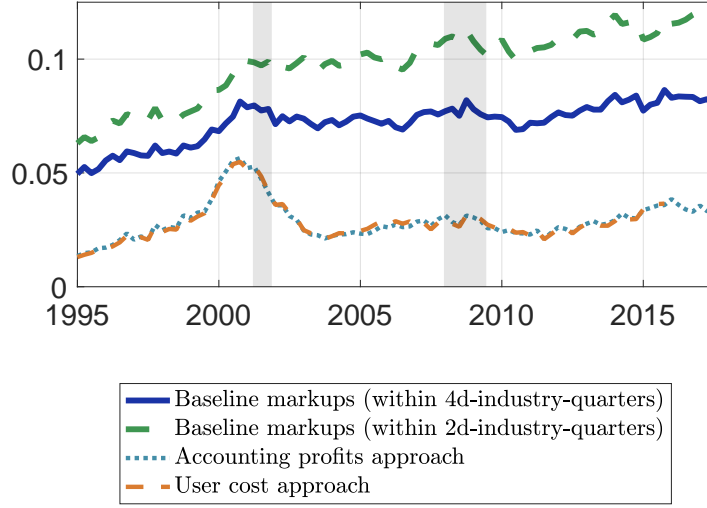 0.1
0.05
0
1995 2000 2005 2010 2015
Baseline markups (within 4d-industry-quarters)
Baseline markups (within 2d-industry-quarters)
Accounting profits approach
User cost approach